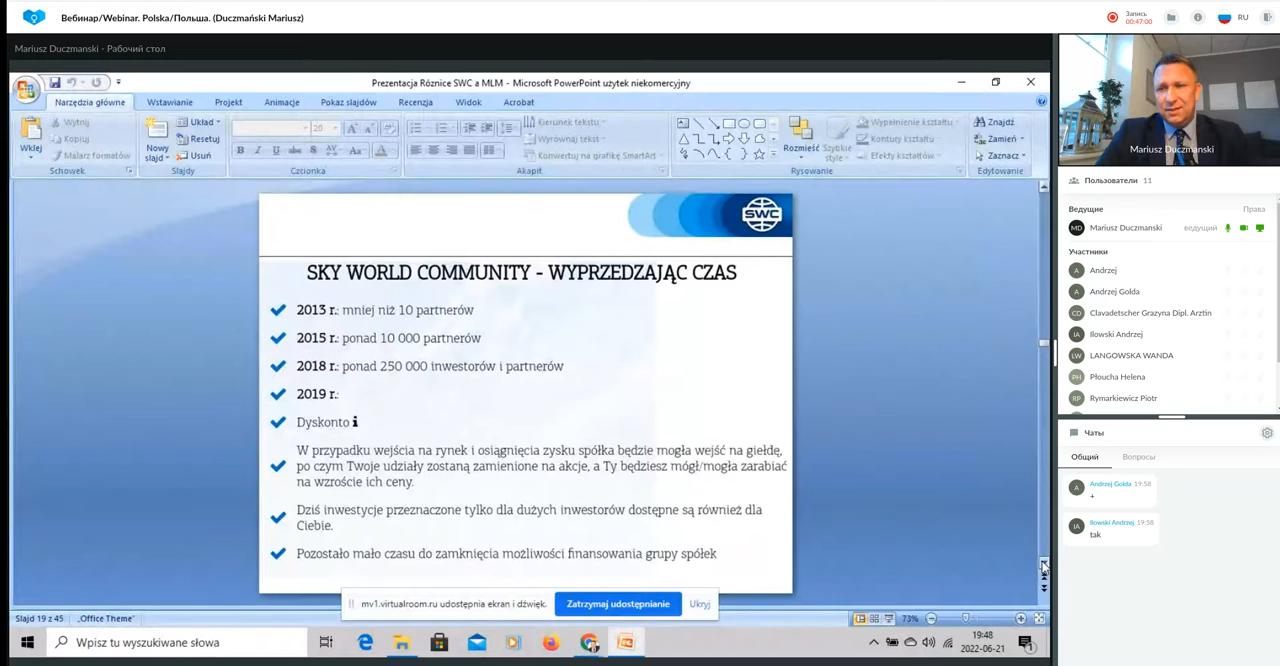 Вебинар/Webinar. Polska/Польша. (Duczmański Mariusz)
Запись
00:47:00
RU
Mariusz Duczmanski - Рабочий стол
Prezentacja Różnice SWC a MLM - Microsoft PowerPoint użytek niekomercyjny
Narzędzia główne
Wstawianie
Projekt
Animacje
Pokaz slajdów
Recenzja
Widok
Acrobat
Wklej
Wytnij
Kopiuj
Malarz formatów
Schowek
Nowy slajd
Układ
Resetuj
Usuń
Slajdy
20
Czcionka
Kierunek tekstu
Wyrównaj tekst
Konwertuj na grafikę SmartArt
Akapit
Rozmieść
Szybkie style
Wypełnienie kształtu
Kontury kształtu
Efekty kształtów
Rysowanie
Znajdź
Zamień
Zaznacz
Edytowanie
SWC
SKY WORLD COMMUNITY - WYPRZEDZAJĄC CZAS
2013 r.: mniej niż 10 partnerów
2015 r.: ponad 10 000 partnerów
2018 r.: ponad 250 000 inwestorów i partnerów
2019 r.:
Dyskonto i
W przypadku wejścia na rynek i osiągnięcia zysku spółka będzie mogła wejść na giełdę,
po czym Twoje udziały zostaną zamienione na akcje, a Ty będziesz mógł/mogła zarabiać
na wzroście ich ceny.
Dziś inwestycje przeznaczone tylko dla dużych inwestorów dostępne są również dla
Ciebie.
Pozostało mało czasu do zamknięcia możliwości finansowania grupy spółek
mv1.virtualroom.ru udostępnia ekran i dźwięk.
Zatrzymaj udostępnianie
Ukryj
Slajd 19 z 45
„Office Theme”
73%
Wpisz tu wyszukiwane słowa
19:48
2022-06-21
1
Mariusz Duczmanski
Пользователи 11
Ведущие
Права
MD Mariusz Duczmanski ведущий
Участники
A Andrzej
A Andrzej Golda
CD Clavadetscher Grazyna Dipl. Arztin
IA Ilowski Andrzej
LW LANGOWSKA WANDA
PH Płoucha Helena
RP Rymarkiewicz Piotr
Чаты
Общий
Вопросы
A Andrzej Golda 19:58
+
IA Ilowski Andrzej 19:58
tak